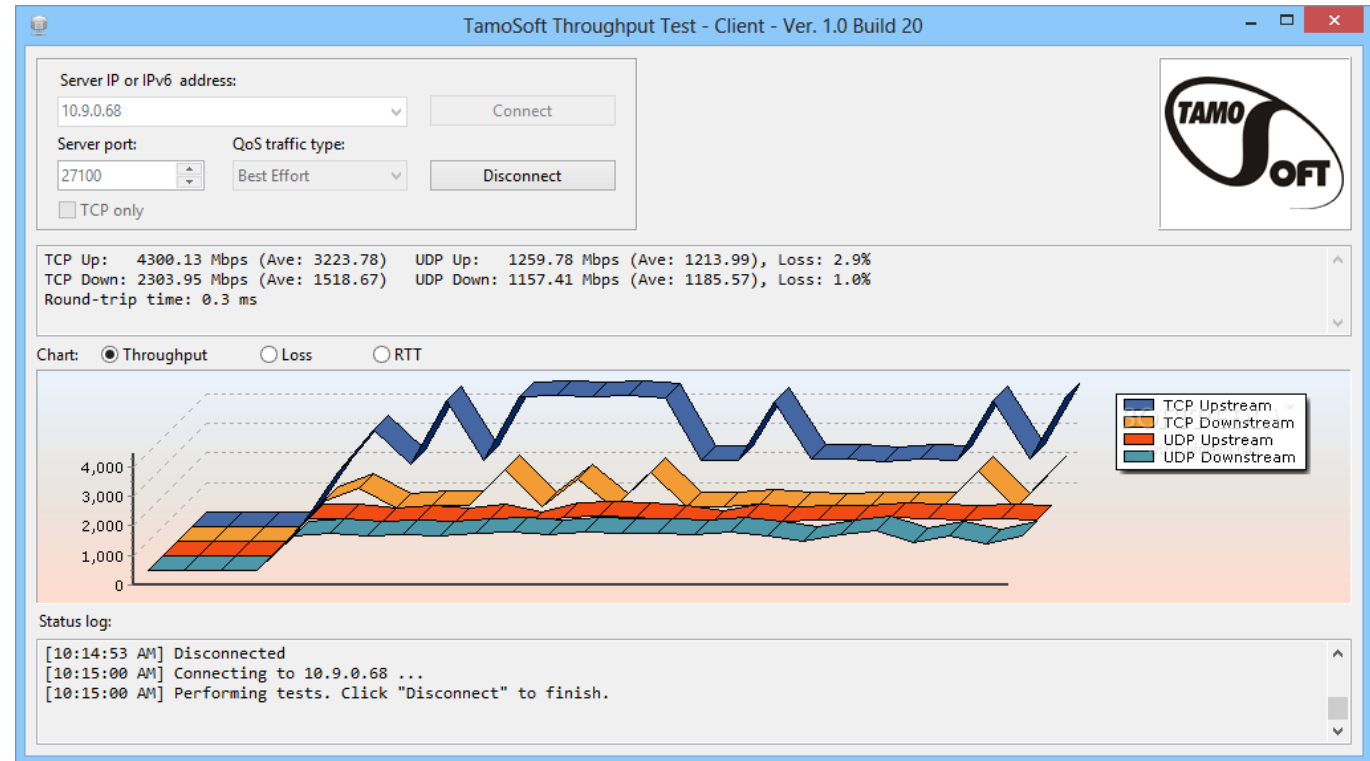 TamoSoft Throughput Test - Client - Ver. 1.0 Build 20
Server IP or IPv6 address:
10.9.0.68
Connect
Server port:
QoS traffic type:
27100
Best Effort
Disconnect
TCP only
TAMO
SOFT
TCP Up:   4300.13 Mbps (Ave: 3223.78)   UDP Up:   1259.78 Mbps (Ave: 1213.99), Loss: 2.9%
TCP Down: 2303.95 Mbps (Ave: 1518.67)   UDP Down: 1157.41 Mbps (Ave: 1185.57), Loss: 1.0%
Round-trip time: 0.3 ms
Chart: Throughput Loss RTT
4,000
3,000
2,000
1,000
0
TCP Upstream
TCP Downstream
UDP Upstream
UDP Downstream
Status log:
[10:14:53 AM] Disconnected
[10:15:00 AM] Connecting to 10.9.0.68 ...
[10:15:00 AM] Performing tests. Click "Disconnect" to finish.